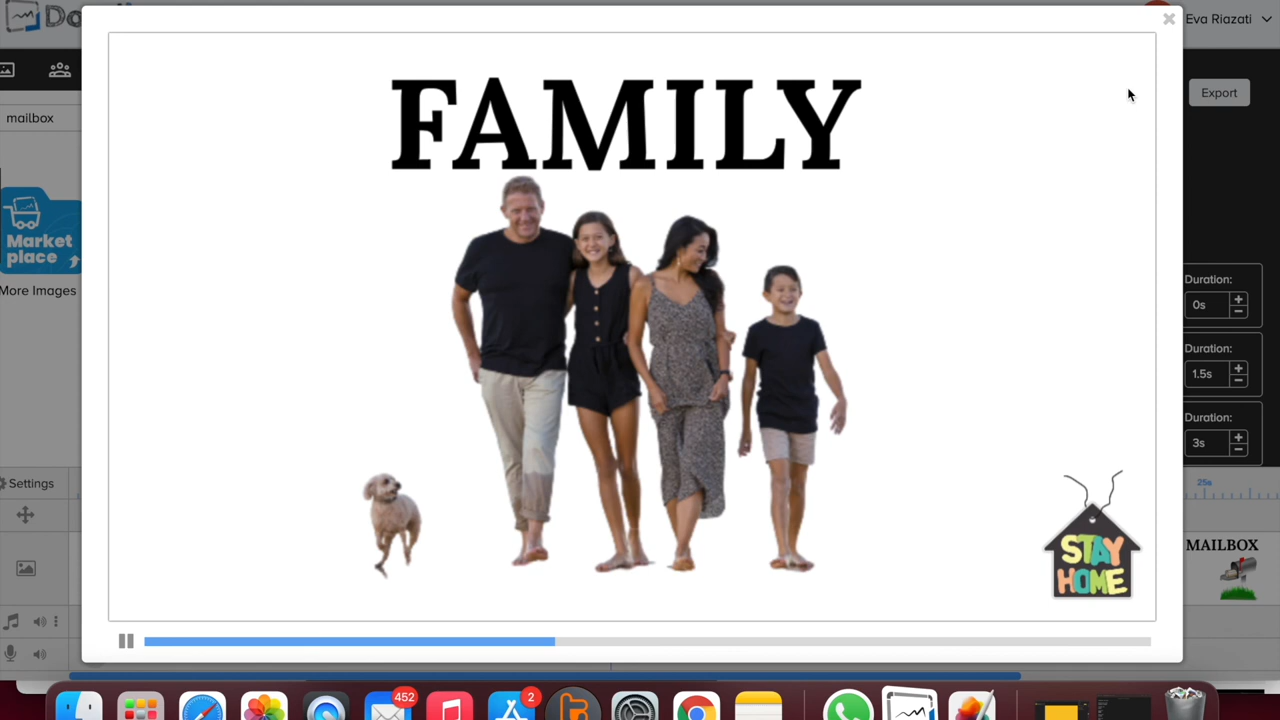 Eva Riazati
Export
mailbox
FAMILY
Market
place
More Images
Duration:
0s
Duration:
1.5s
Duration:
3s
Settings
25s
STAY
HOME
MAILBOX
452
2